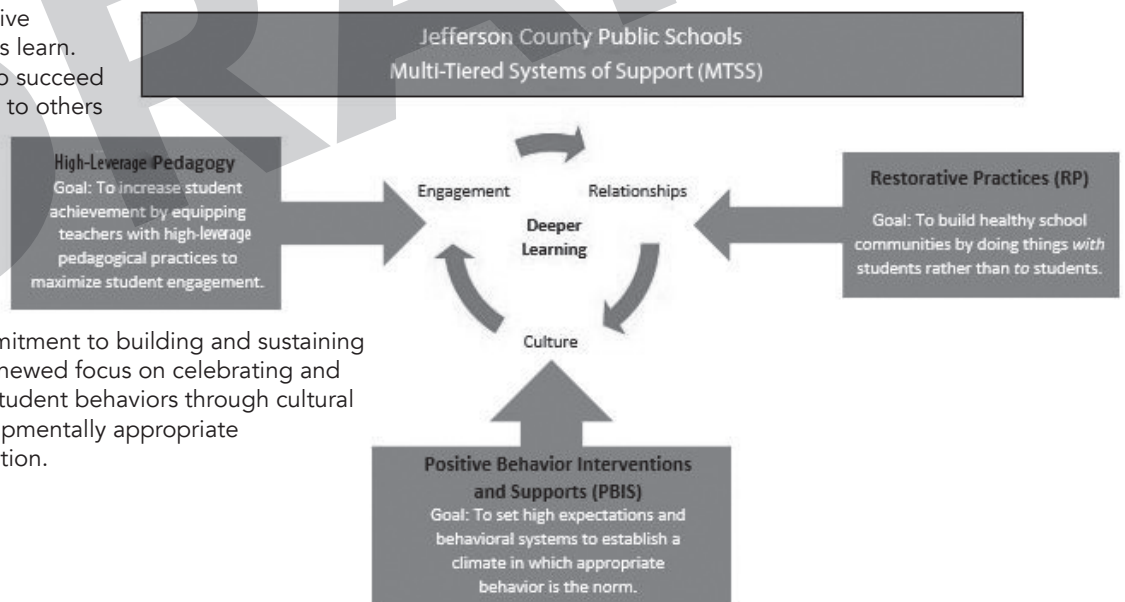 ive
s learn.
o succeed
to others
Jefferson County Public Schools
Multi-Tiered Systems of Support (MTSS)
High-Leverage Pedagogy
Goal: To increase student
achievement by equipping
teachers with high-leverage
pedagogical practices to
maximize student engagement.
Engagement
Relationships
Deeper
Learning
Culture
Restorative Practices (RP)
Goal: To build healthy school
communities by doing things with
students rather than to students.
mitment to building and sustaining
newed focus on celebrating and
student behaviors through cultural
pmentally appropriate
tion.
Positive Behavior Interventions
and Supports (PBIS)
Goal: To set high expectations and
behavioral systems to establish a
climate in which appropriate
behavior is the norm.